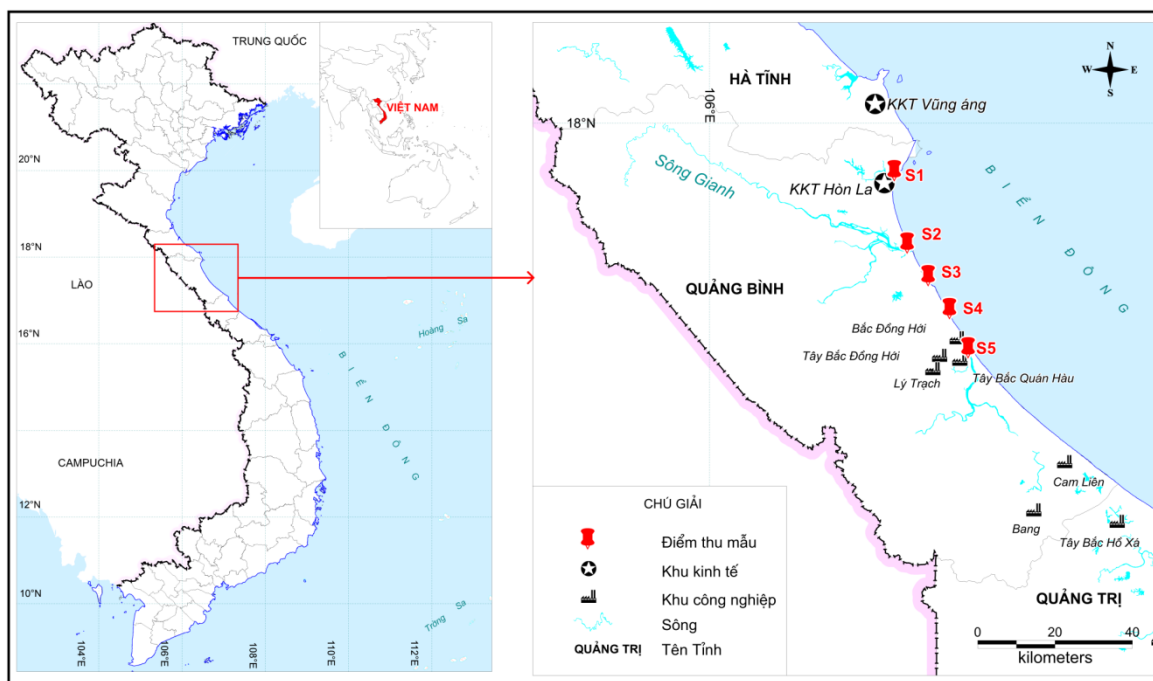 TRUNG QUỐC
VIỆT NAM
20°N
18°N
LÀO
Hoàng Sa
16°N
BIỂN ĐÔNG
CAMPUCHIA
12°N
10°N
Trờng Sa
104°E
106°E
108°E
110°E
112°E
HÀ TĨNH
N
W E
S
106°E
KKT Vũng áng
18°N
S1
Sông Gianh
KKT Hòn La
BIỂN ĐÔNG
S2
S3
QUẢNG BÌNH
S4
Bắc Đồng Hới
S5
Tây Bắc Đồng Hới
Lý Trạch
Tây Bắc Quán Hàu
Cam Liên
Bang
Tây Bắc Hồ Xá
QUẢNG TRỊ
CHÚ GIẢI
Điểm thu mẫu
Khu kinh tế
Khu công nghiệp
Sông
QUẢNG TRỊ Tên Tỉnh
0 20 40
kilometers